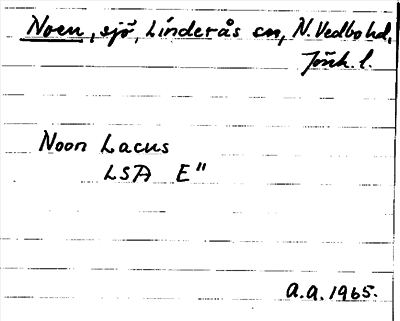 Noen, sjö, Linderås sn, N. Vedbo hd,
Jönk. l.
Noon Lacus
LSA E"
a.a. 1965.